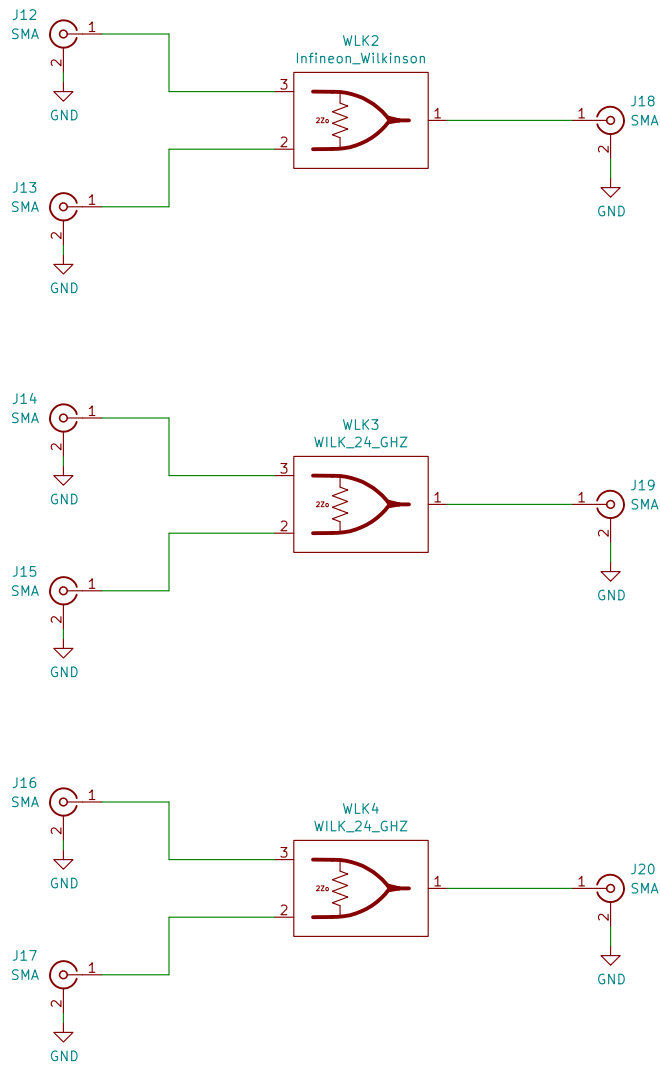 J12
SMA
1
2
GND
WLK2
Infineon_Wilkinson
3
2Zo
2
1
1
J18
SMA
2
GND
J13
SMA
1
2
GND
J14
SMA
1
2
GND
WLK3
WILK_24_GHZ
3
2Zo
2
1
1
J19
SMA
2
GND
J15
SMA
1
2
GND
J16
SMA
1
2
GND
WLK4
WILK_24_GHZ
3
2Zo
2
1
1
J20
SMA
2
GND
J17
SMA
1
2
GND